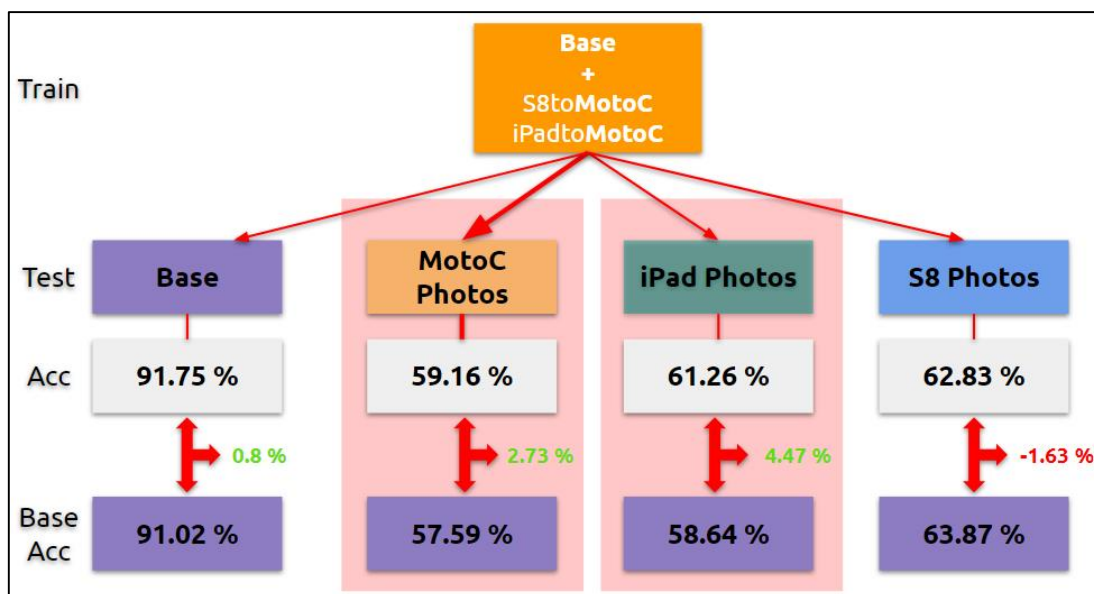 Train
Base
+
S8toMotoC
iPadtoMotoC
Test
Base
MotoC
Photos
iPad Photos
S8 Photos
Acc
91.75 %
59.16 %
61.26 %
62.83 %
0.8 %
2.73 %
4.47 %
-1.63 %
Base
Acc
91.02 %
57.59 %
58.64 %
63.87 %